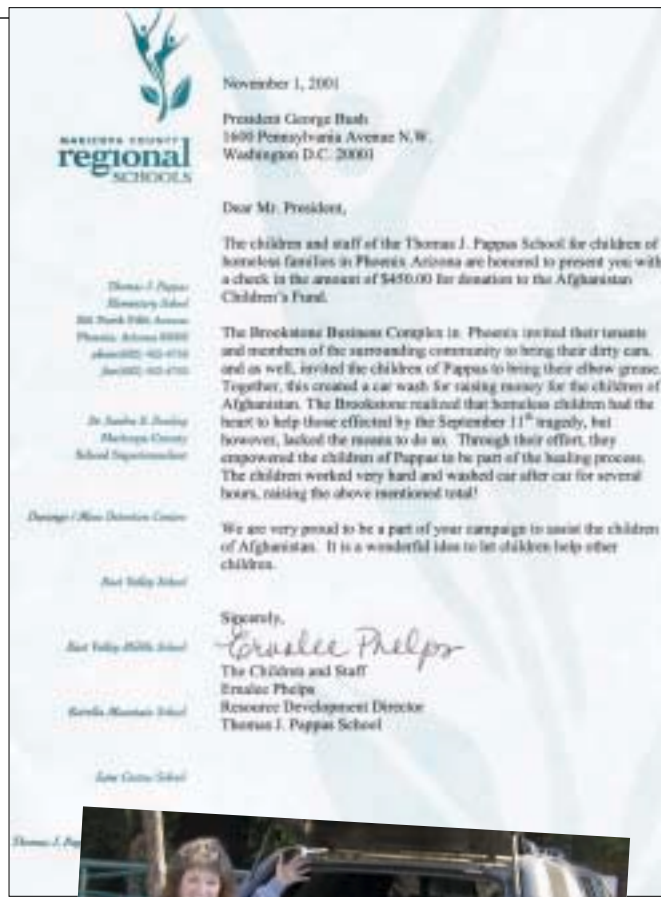 MARICOPA COUNTY
regional
SCHOOLS
November 1, 2001
President George Bush
1600 Pennsylvania Avenue N.W.
Washington D.C. 20001
Dear Mr. President,
The children and staff of the Thomas J. Pappas School for children of
homeless families in Phoenix Arizona are honored to present you with
a check in the amount of $450.00 for donation to the Afghanistan
Children's Fund.
The Brookstone Business Complex in Phoenix invited their tenants
and members of the surrounding community to bring their dirty cars,
and as well, invited the children of Pappas to bring their elbow grease.
Together, this created a car wash for raising money for the children of
Afghanistan. The Brookstone realized that homeless children had the
heart to help those effected by the September 11th tragedy, but
however, lacked the means to do so. Through their effort, they
empowered the children of Pappas to be part of the healing process.
The children worked very hard and washed car after car for several
hours, raising the above mentioned total!
We are very proud to be a part of your campaign to assist the children
of Afghanistan. It is a wonderful idea to let children help other
children.
Sincerely,
Ernalee Phelps
The Children and Staff
Ernalee Phelps
Resource Development Director
Thomas J. Pappas School
Thomas J. Pappas
Elementary School
Phoenix, Arizona
Maricopa County
School Superintendent
East Valley School
East Valley Middle School
Estrella Mountain School
Thomas J.